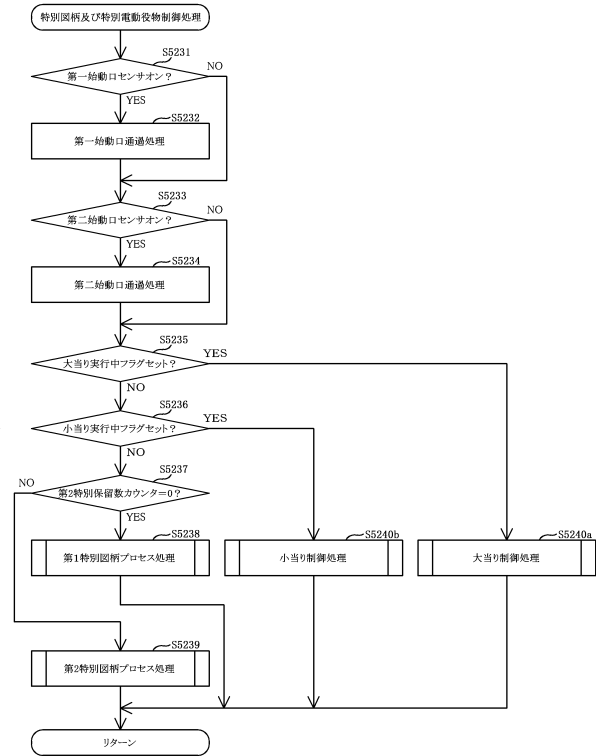 特別図柄及び特別電動役物制御処理
S5231
第一始動口センサオン？
NO
YES
S5232
第一始動口通過処理
S5233
第二始動口センサオン？
NO
YES
S5234
第二始動口通過処理
S5235
大当り実行中フラグセット？
YES
NO
S5236
小当り実行中フラグセット？
YES
NO
S5237
NO
第2特別保留数カウンタ=0？
YES
S5238
第1特別図柄プロセス処理
S5240b
小当り制御処理
S5240a
大当り制御処理
S5239
第2特別図柄プロセス処理
リターン